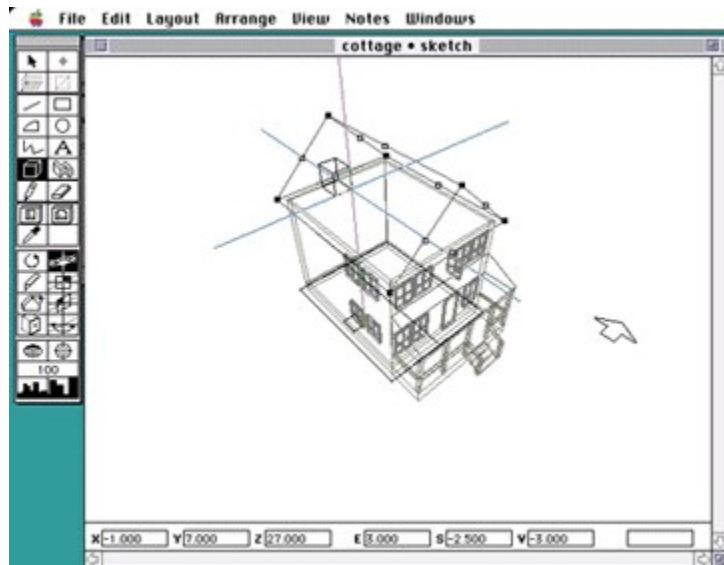 File Edit Layout Arrange View Notes Windows
cottage • sketch
A
100
X -1.000 Y 7.000 Z 27.000 E 3.000 S -2.500 V -3.000